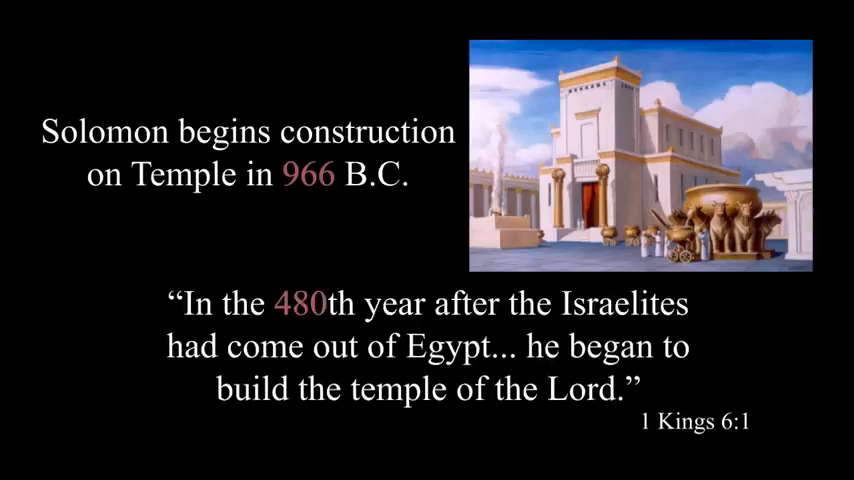 Solomon begins construction
on Temple in 966 B.C.
“In the 480th year after the Israelites
had come out of Egypt... he began to
build the temple of the Lord.”
1 Kings 6:1